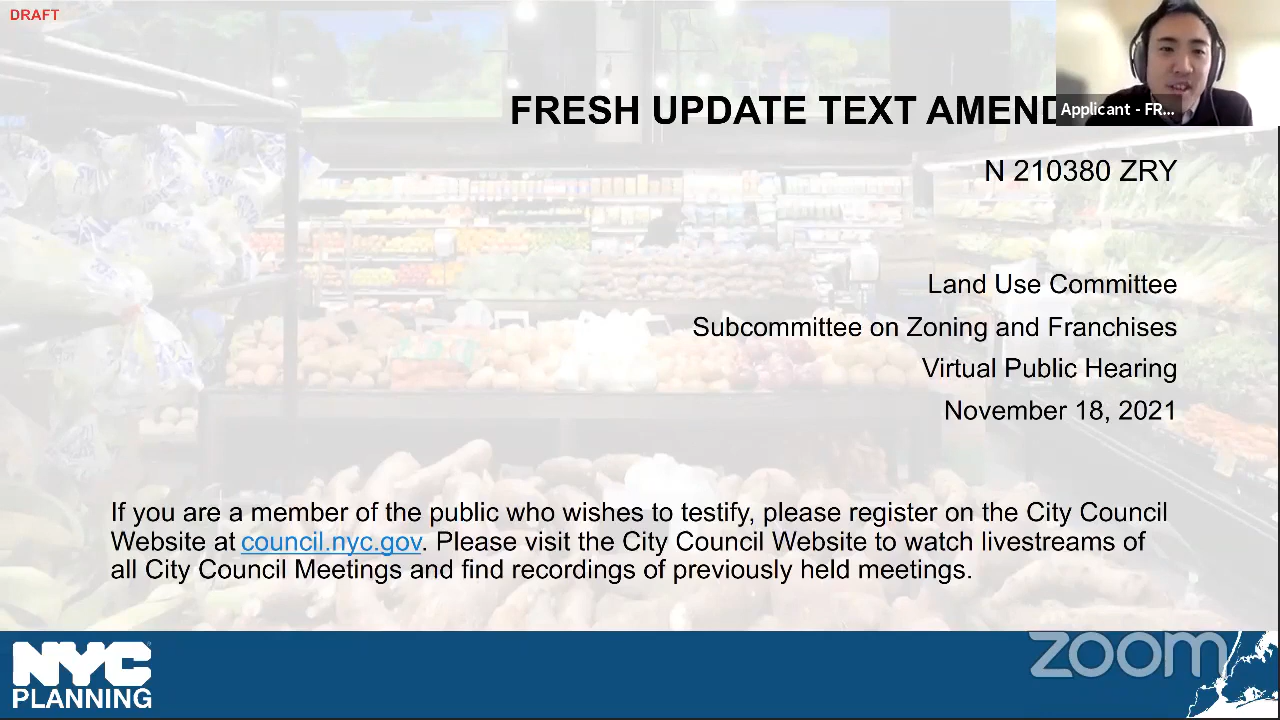 DRAFT
FRESH UPDATE TEXT AMEND
Applicant - FR...
N 210380 ZRY
Land Use Committee
Subcommittee on Zoning and Franchises
Virtual Public Hearing
November 18, 2021
If you are a member of the public who wishes to testify, please register on the City Council
Website at council.nyc.gov. Please visit the City Council Website to watch livestreams of
all City Council Meetings and find recordings of previously held meetings.
NYC
PLANNING
zoom